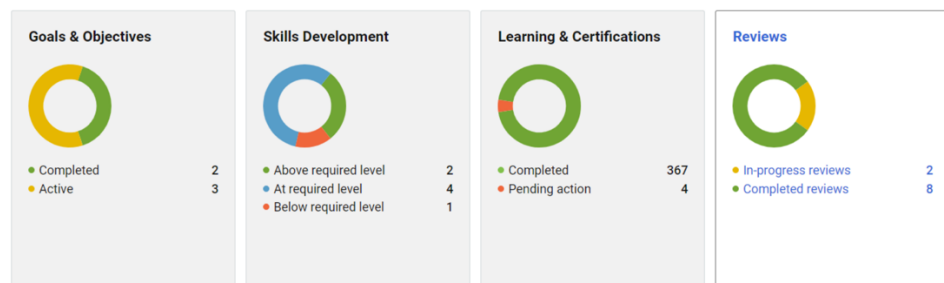 Goals & Objectives
Completed 2
Active 3
Skills Development
Above required level 2
At required level 4
Below required level 1
Learning & Certifications
Completed 367
Pending action 4
Reviews
In-progress reviews 2
Completed reviews 8